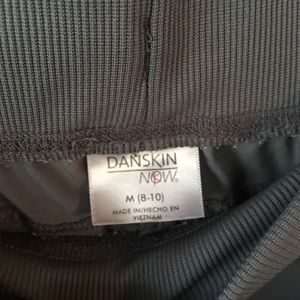 DANSKIN
NOW®
M (8-10)
MADE IN/HECHO EN
VIETNAM